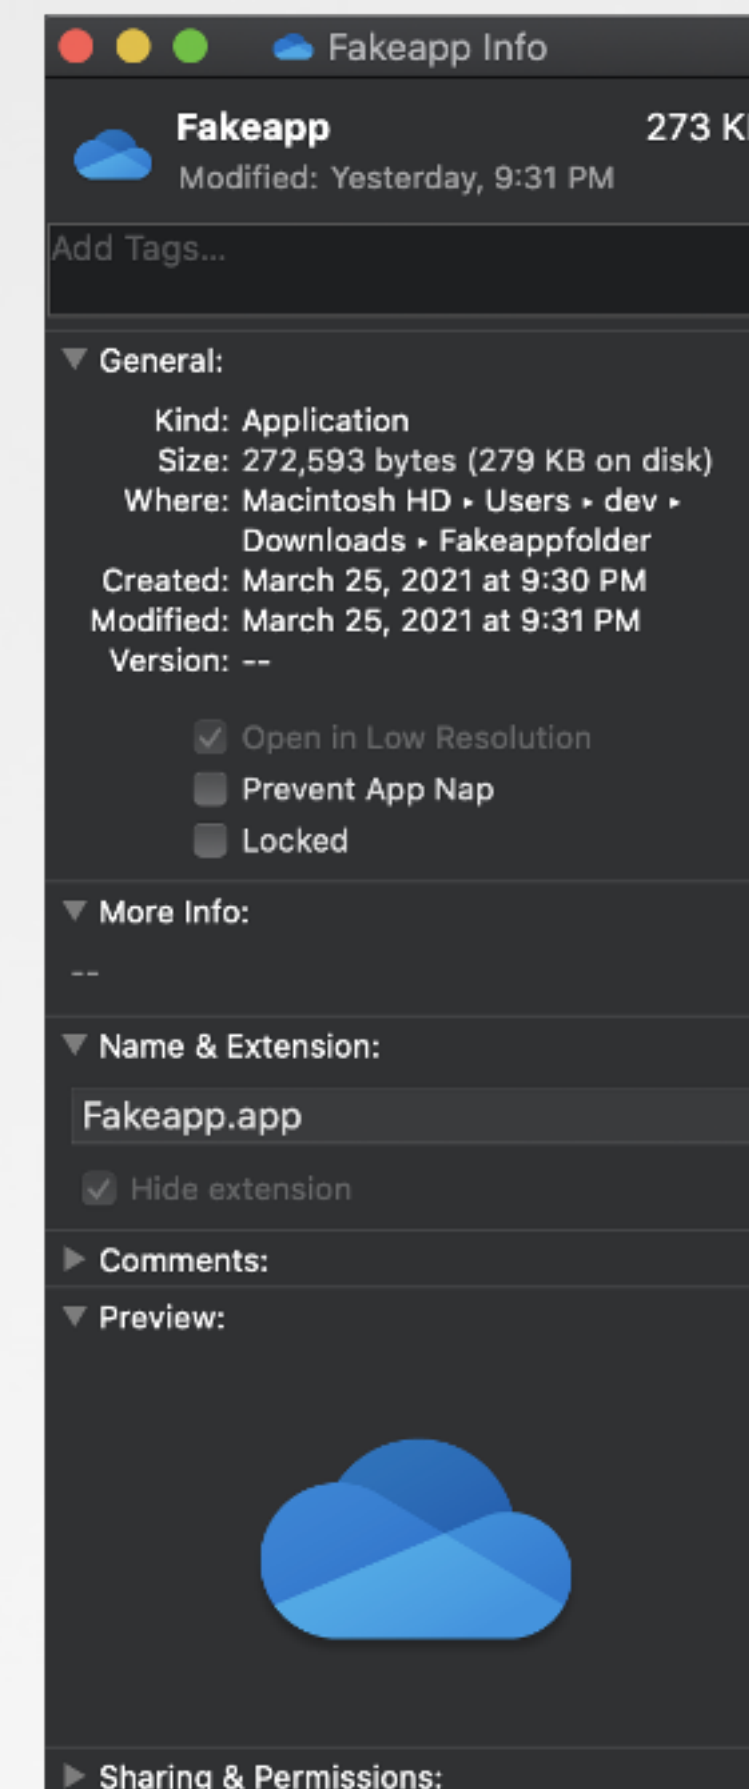 Fakeapp Info
Fakeapp 273 K
Modified: Yesterday, 9:31 PM
Add Tags...
General:
Kind: Application
Size: 272,593 bytes (279 KB on disk)
Where: Macintosh HD ▸ Users ▸ dev ▸
Downloads ▸ Fakeappfolder
Created: March 25, 2021 at 9:30 PM
Modified: March 25, 2021 at 9:31 PM
Version: --
Open in Low Resolution
Prevent App Nap
Locked
More Info:
--
Name & Extension:
Fakeapp.app
Hide extension
Comments:
Preview:
Sharing & Permissions: